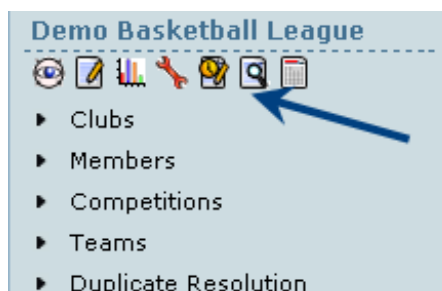 Demo Basketball League
Clubs
Members
Competitions
Teams
Duplicate Resolution